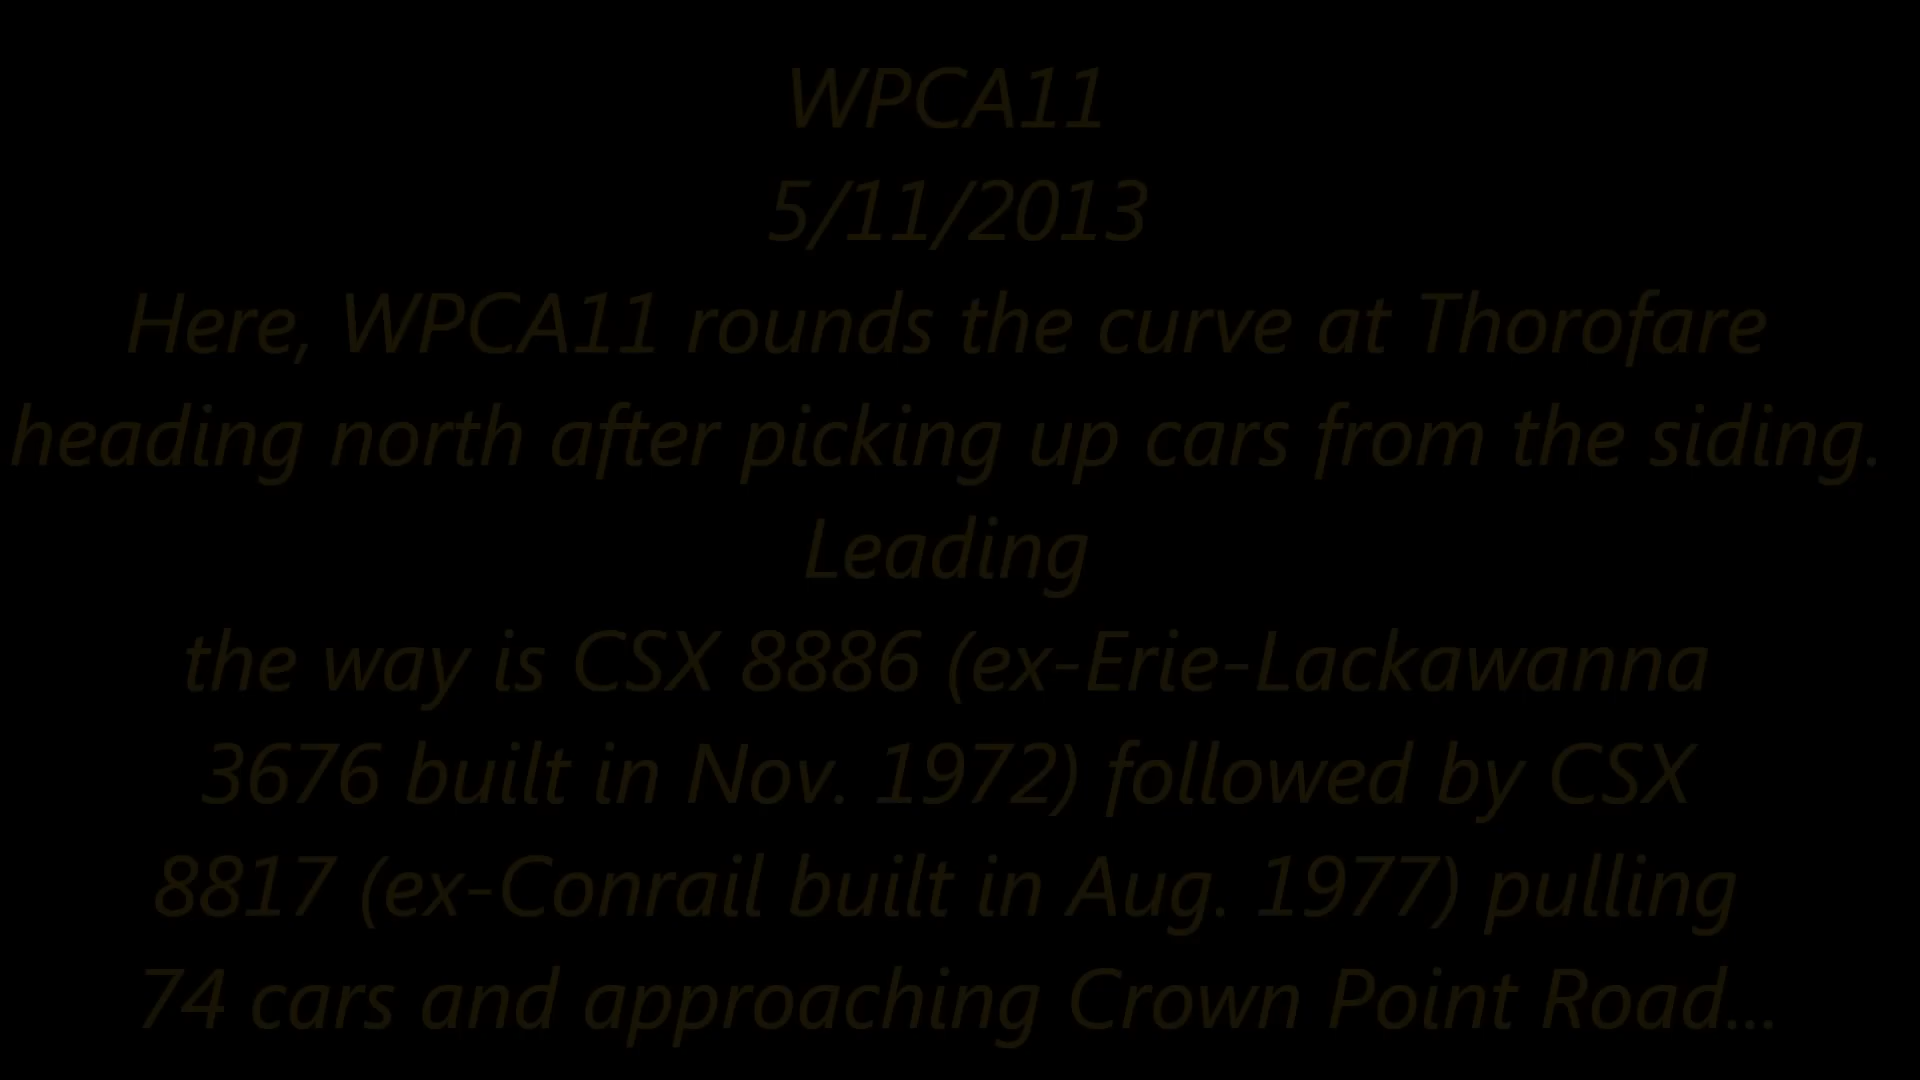 WPCA11
5/11/2013
Here, WPCA11 rounds the curve at Thorofare
heading north after picking up cars from the siding.
Leading
the way is CSX 8886 (ex-Erie-Lackawanna
3676 built in Nov. 1972) followed by CSX
8817 (ex-Conrail built in Aug. 1977) pulling
74 cars and approaching Crown Point Road...